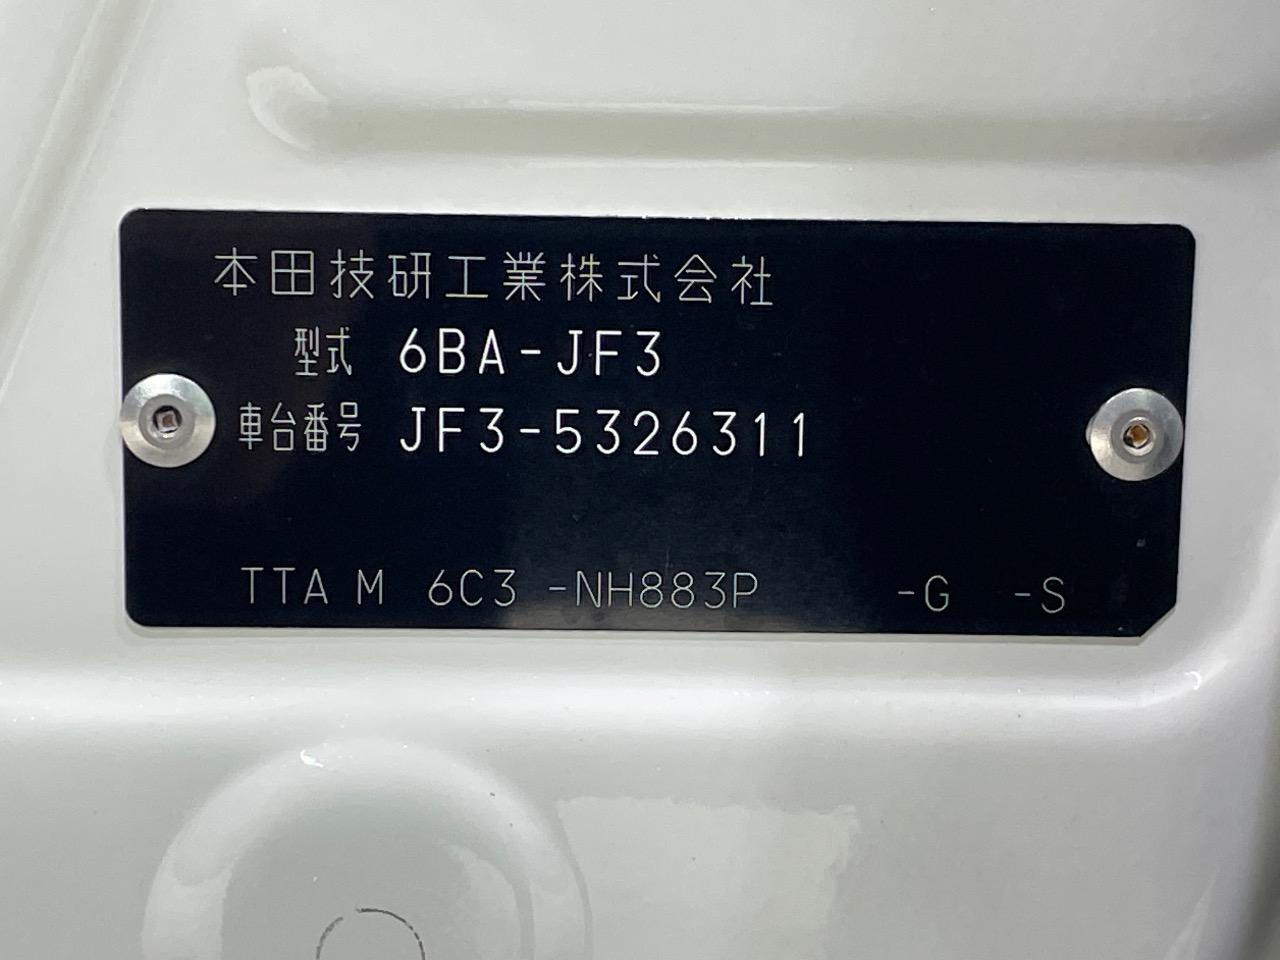 本田技研工業株式会社
型式 6BA-JF3
車台番号 JF3-5326311
TTA M 6C3 -NH883P -G -S